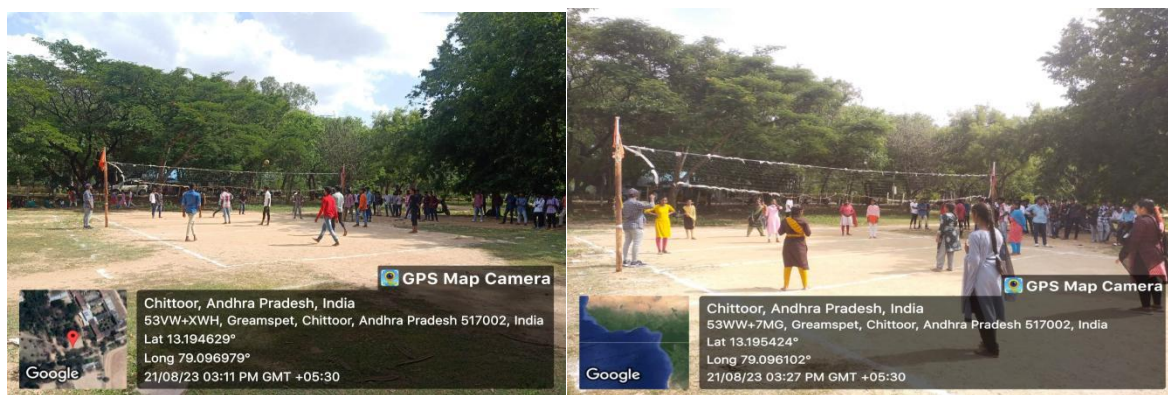 GPS Map Camera
Chittoor, Andhra Pradesh, India
53VW+XWH, Greamspet, Chittoor, Andhra Pradesh 517002, India
Lat 13.194629°
Long 79.096979°
21/08/23 03:11 PM GMT +05:30
Google
GPS Map Camera
Chittoor, Andhra Pradesh, India
53WW+7MG, Greamspet, Chittoor, Andhra Pradesh 517002, India
Lat 13.195424°
Long 79.096102°
21/08/23 03:27 PM GMT +05:30
Google